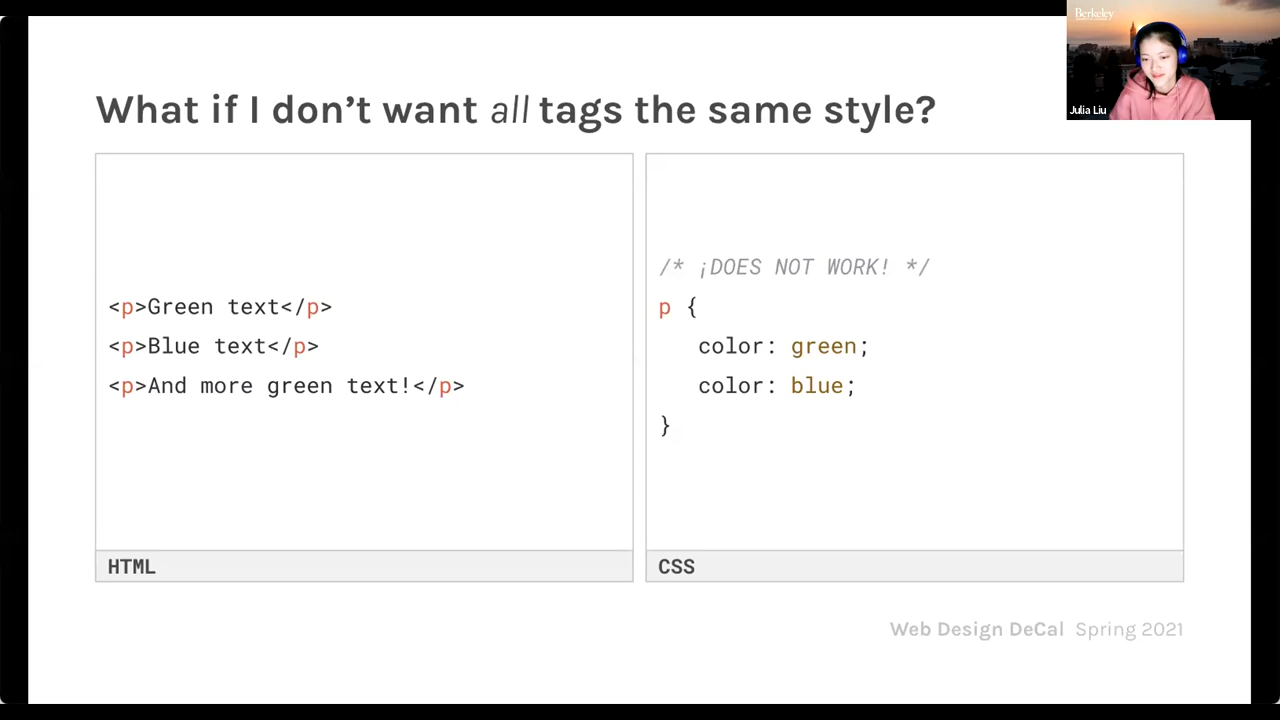 Berkeley
Julia Liu
What if I don’t want all tags the same style?
<p>Green text</p>
<p>Blue text</p>
<p>And more green text!</p>
HTML
/* ¡DOES NOT WORK! */
p {
color: green;
color: blue;
}
CSS
Web Design DeCal Spring 2021